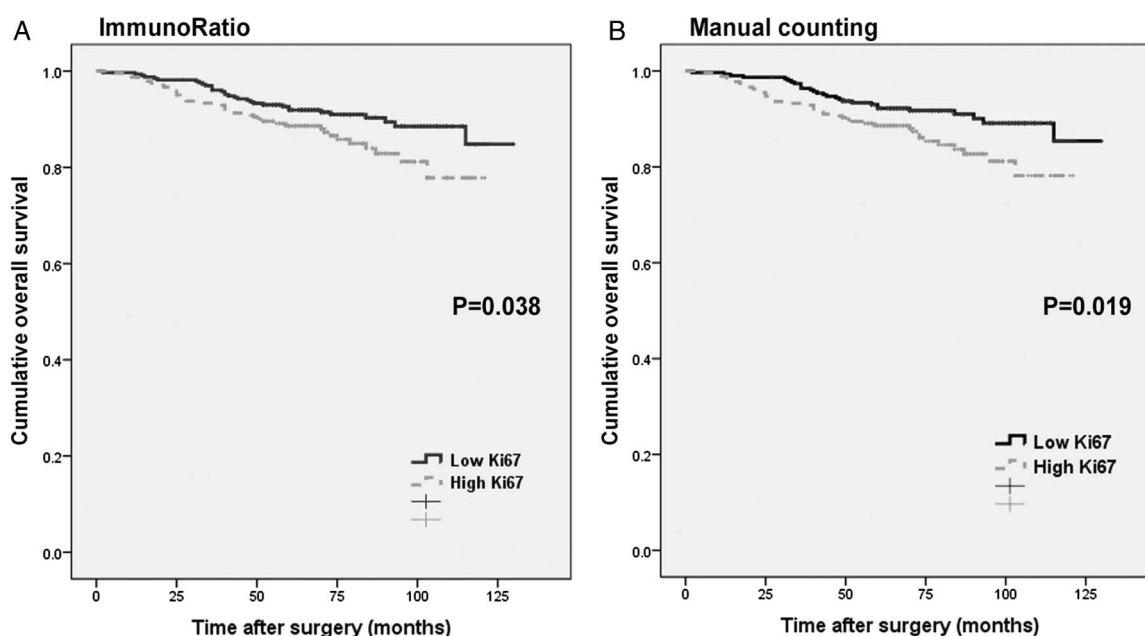 A ImmunoRatio
Cumulative overall survival
1.0
0.8
0.6
0.4
0.2
0.0
P=0.038
Low Ki67
High Ki67
0 25 50 75 100 125
Time after surgery (months)
B Manual counting
Cumulative overall survival
1.0
0.8
0.6
0.4
0.2
0.0
P=0.019
Low Ki67
High Ki67
0 25 50 75 100 125
Time after surgery (months)